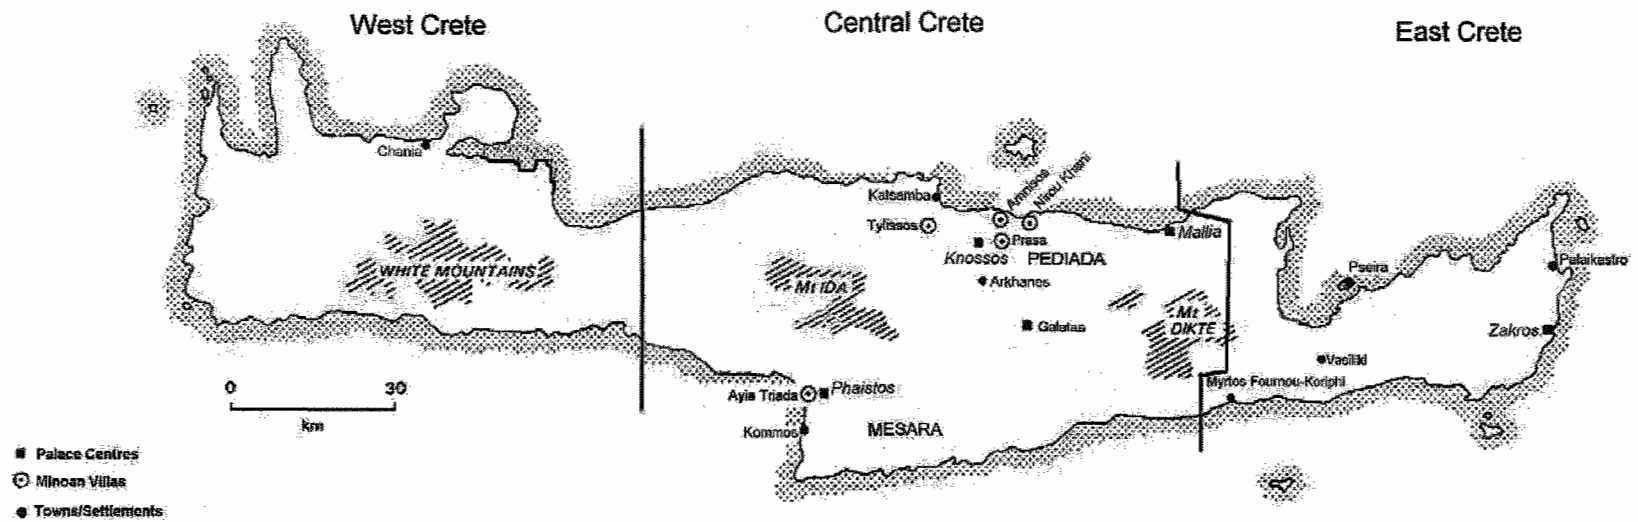 West Crete
Central Crete
East Crete
Chania
WHITE MOUNTAINS
Katsamba
Amnisos
Nirou Khani
Tylissos
Prasa
Knossos
PEDIADA
Mallia
Arkhanes
Mt IDA
Galatas
Mt
DIKTE
Pseira
Palaikastro
Zakros
Vasiliki
Myrtos Fournou-Koriphi
Ayia Triada
Phaistos
Kommos
MESARA
0 30
km
Palace Centres
Minoan Villas
Towns/Settlements